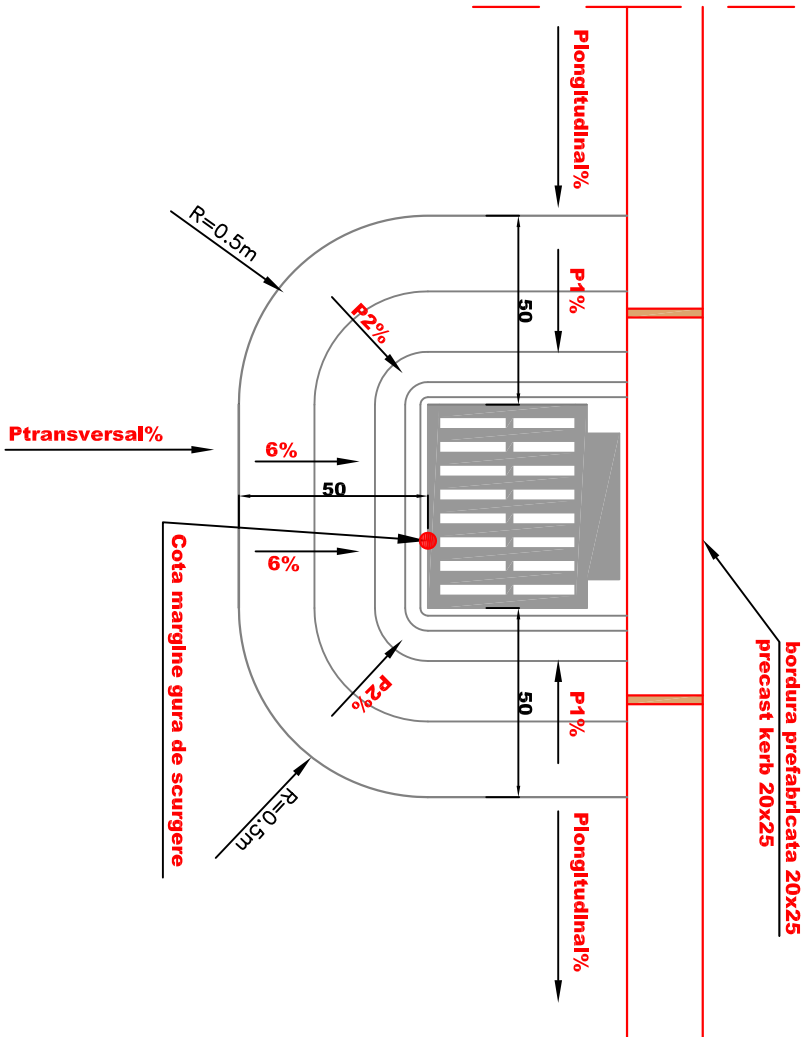 Plongitudinal%
R=0.5m
P1%
50
P2%
Ptransversal%
6%
50
6%
Cota margine gura de scurgere
bordura prefabricata 20x25
precast kerb 20x25
P2%
50
P1%
R=0.5m
Plongitudinal%